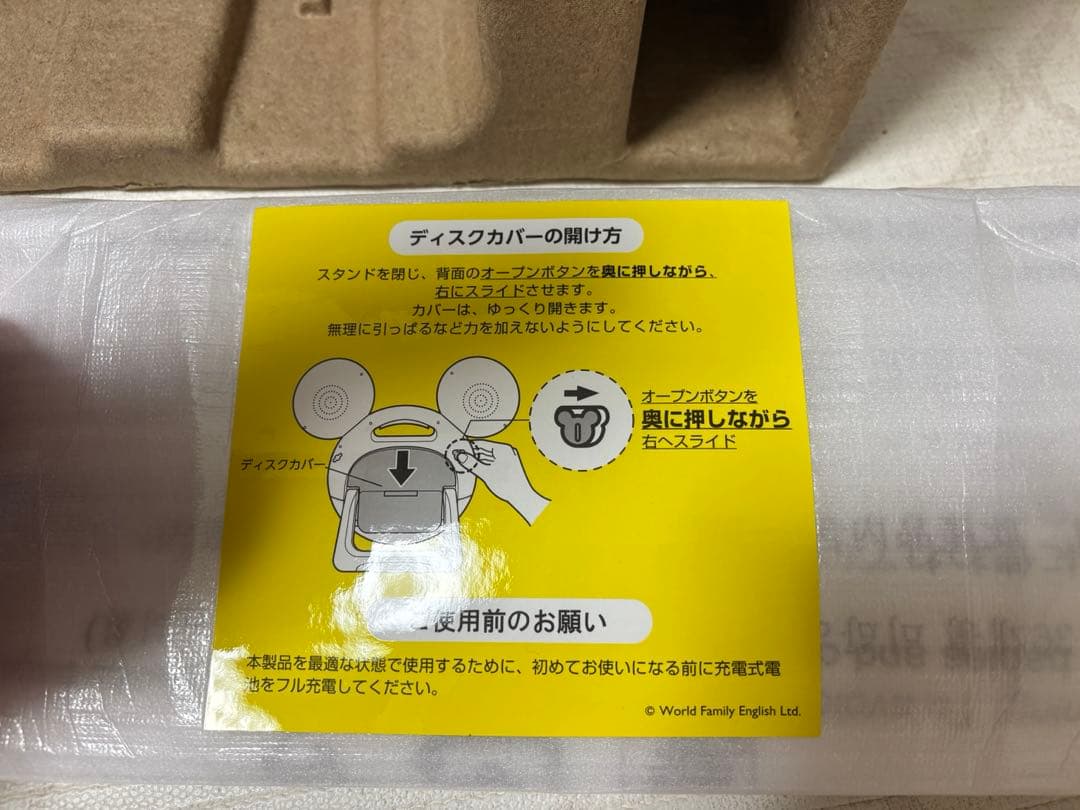 ディスクカバーの開け方
スタンドを閉じ、背面のオープンボタンを奥に押しながら、
右にスライドさせます。
カバーは、ゆっくり開きます。
無理に引っぱるなど力を加えないようにしてください。
オープンボタンを
奥に押しながら
右へスライド
ディスクカバー
使用前のお願い
本製品を最適な状態で使用するために、初めてお使いになる前に充電式電
池をフル充電してください。
© World Family English Ltd.